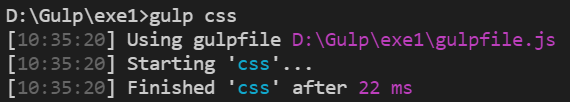 D:\Gulp\exe1>gulp css
[10:35:20] Using gulpfile D:\Gulp\exe1\gulpfile.js
[10:35:20] Starting 'css'...
[10:35:20] Finished 'css' after 22 ms